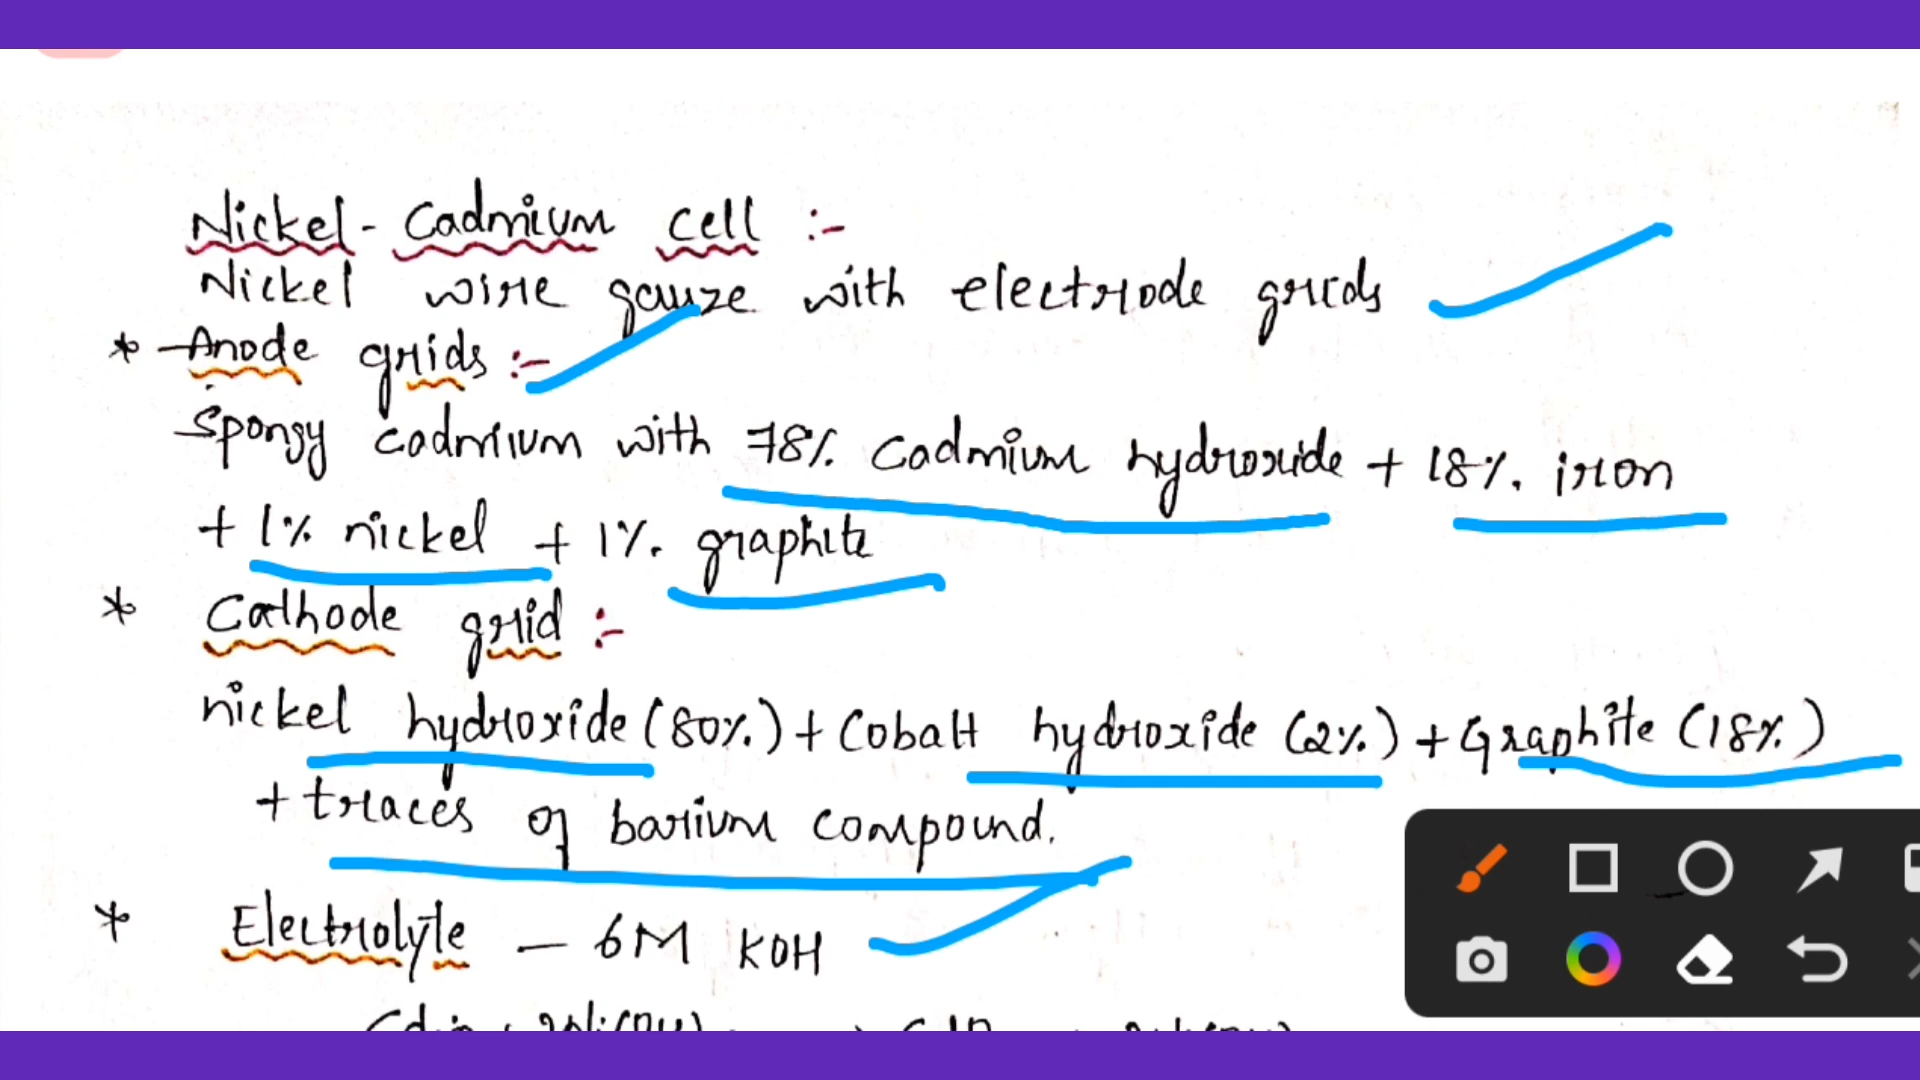 Nickel - Cadmium cell :-
Nickel wire gauze with electrode grids
* Anode grids :-
Spongy cadmium with 78% cadmium hydroxide + 18% iron
+ 1% nickel + 1% graphite
* Cathode grid :-
nickel hydroxide (80%) + cobalt hydroxide (2%) + Graphite (18%)
+ traces of barium compound.
* Electrolyte - 6M KOH